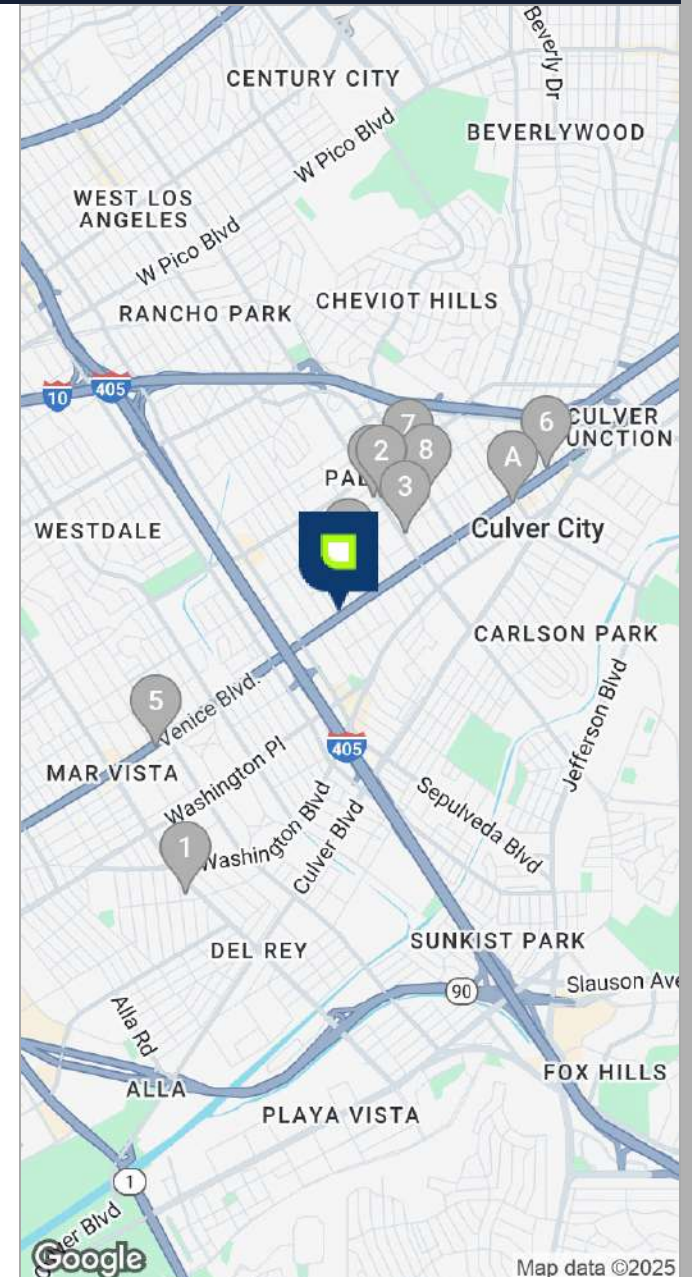 Beverly Dr
CENTURY CITY
BEVERLYWOOD
W Pico Blvd
WEST LOS
ANGELES
W Pico Blvd
RANCHO PARK
CHEVIOT HILLS
10
405
7
6
CULVER
2
8
A
PAL
3
WESTDALE
Culver City
CARLSON PARK
5
Venice Blvd.
Jefferson Blvd
405
MAR VISTA
Washington Pl
Sepulveda Blvd
1
Washington Blvd
Culver Blvd
DEL REY
SUNKIST PARK
90
Slauson Ave
Alla Rd
FOX HILLS
ALLA
PLAYA VISTA
1
Blvd
Google
Map data ©2025